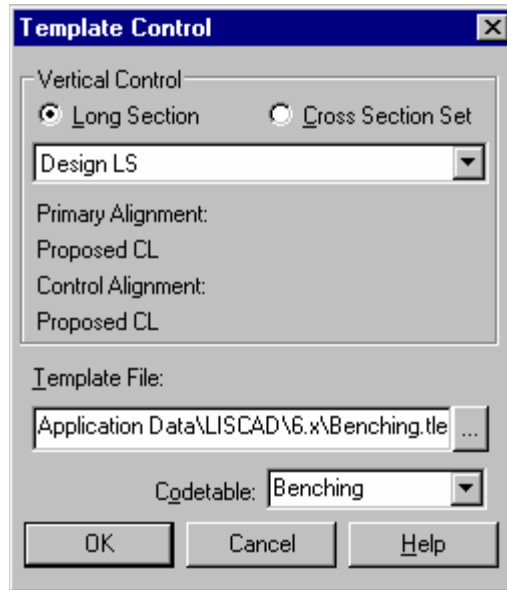 Template Control
Vertical Control
Long Section Cross Section Set
Design LS
Primary Alignment:
Proposed CL
Control Alignment:
Proposed CL
Template File:
Application Data\LISCAD\6.x\Benching.tle ...
Codetable: Benching
OK Cancel Help